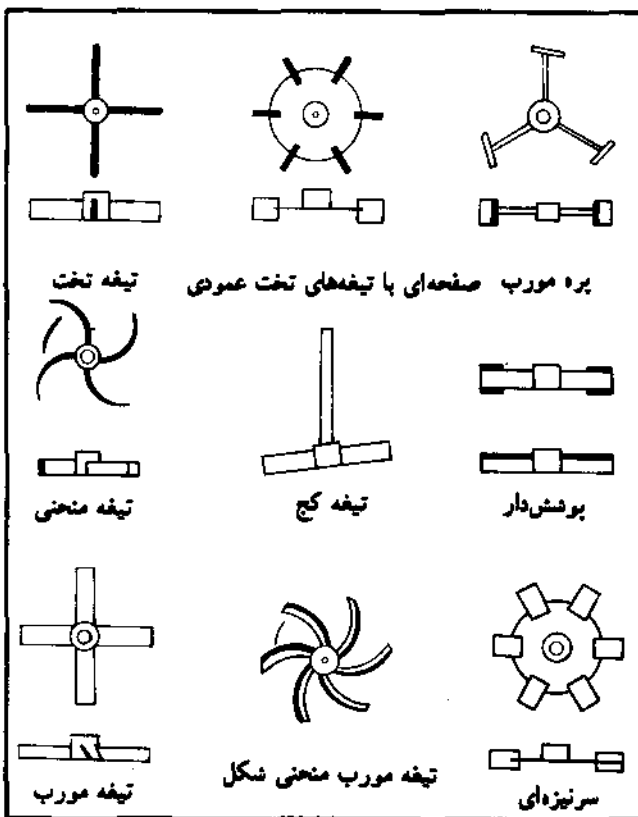 پره مورب صفحه‌ای با تیغه‌های تخت عمودی تیغه تخت
پوشش‌دار تیغه کج تیغه منحنی
سرنیزه‌ای تیغه مورب منحنی شکل تیغه مورب